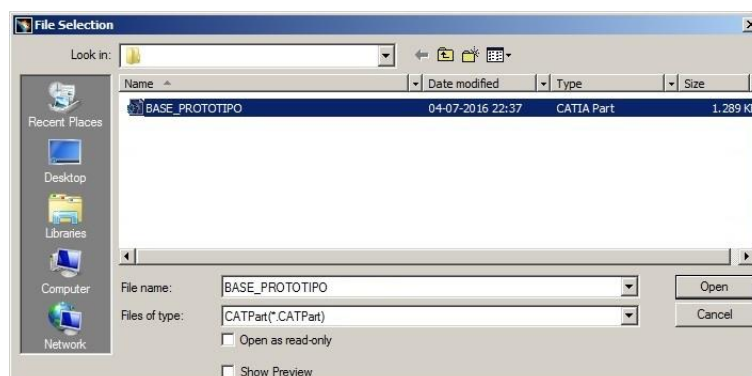 File Selection
Look in:
Name Date modified Type Size
BASE_PROTOTIPO 04-07-2016 22:37 CATIA Part 1.289 K
Recent Places
Desktop
Libraries
Computer
Network
File name: BASE_PROTOTIPO Open
Files of type: CATPart(*.CATPart) Cancel
Open as read-only
Show Preview